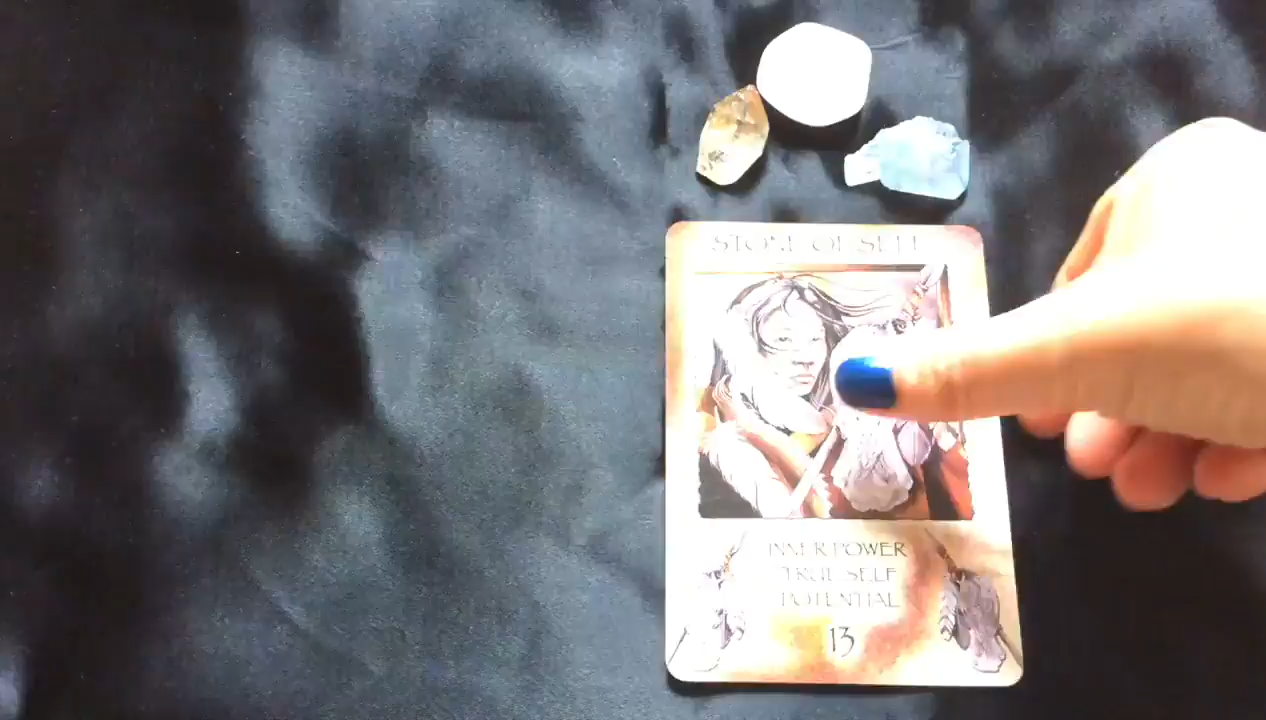 STONE OF SELF
INNER POWER
TRUE SELF
POTENTIAL
13